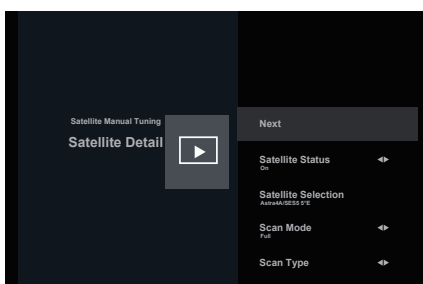 Satellite Manual Tuning
Satellite Detail
Next
Satellite Status
On
Satellite Selection
Astra4A/SES5 5°E
Scan Mode
Full
Scan Type